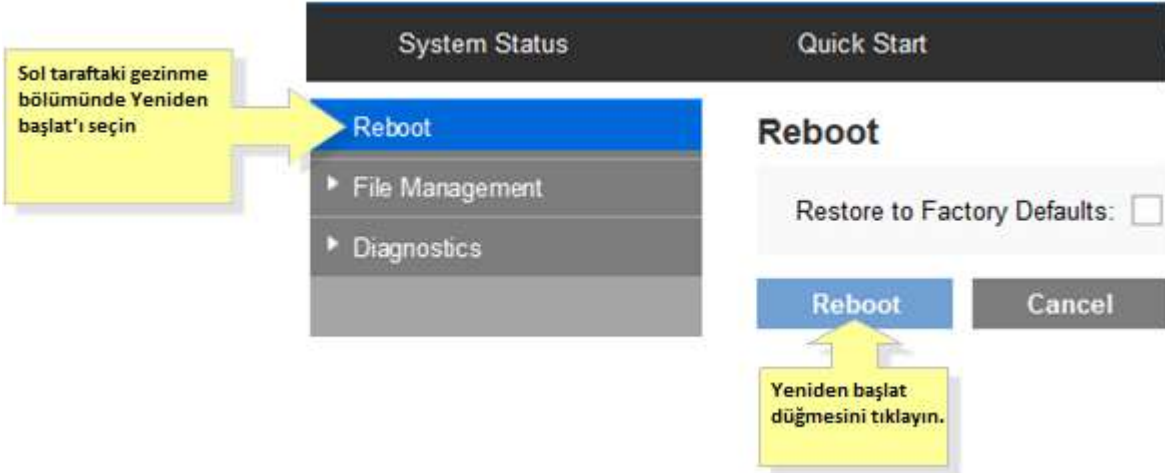 System Status
Quick Start
Sol taraftaki gezinme
bölümünde Yeniden
başlat'ı seçin
Reboot
File Management
Diagnostics
Reboot
Restore to Factory Defaults:
Reboot
Cancel
Yeniden başlat
düğmesini tıklayın.